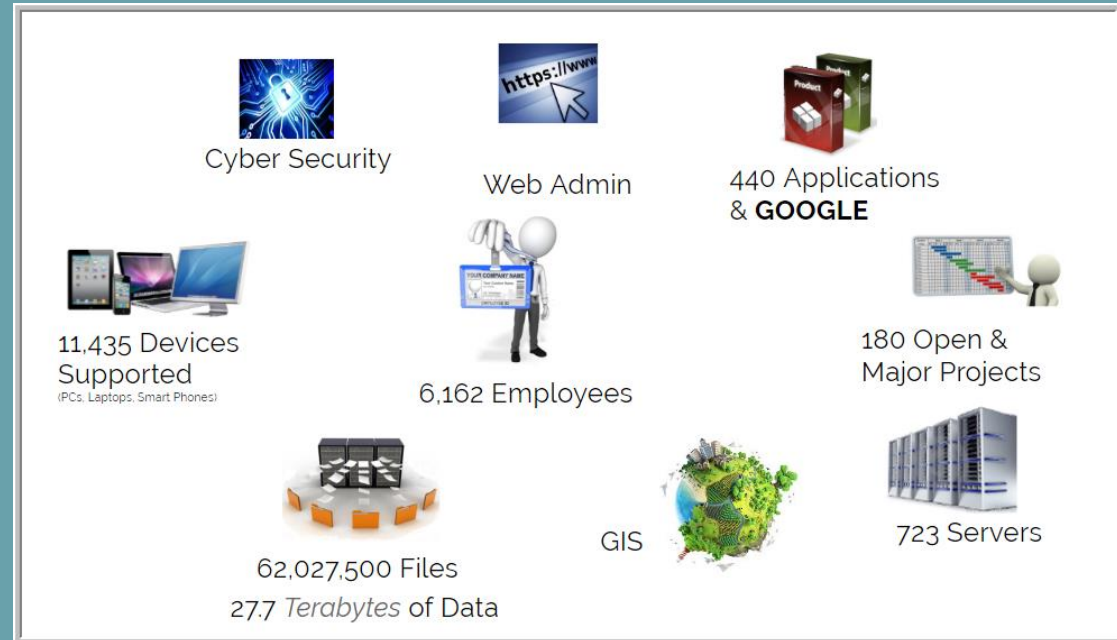 https://www
Product
Product
Cyber Security
Web Admin
440 Applications
& GOOGLE
YOUR COMPANY NAME
11,435 Devices
Supported
(PCs, Laptops, Smart Phones)
6,162 Employees
180 Open &
Major Projects
62,027,500 Files
27.7 Terabytes of Data
GIS
723 Servers